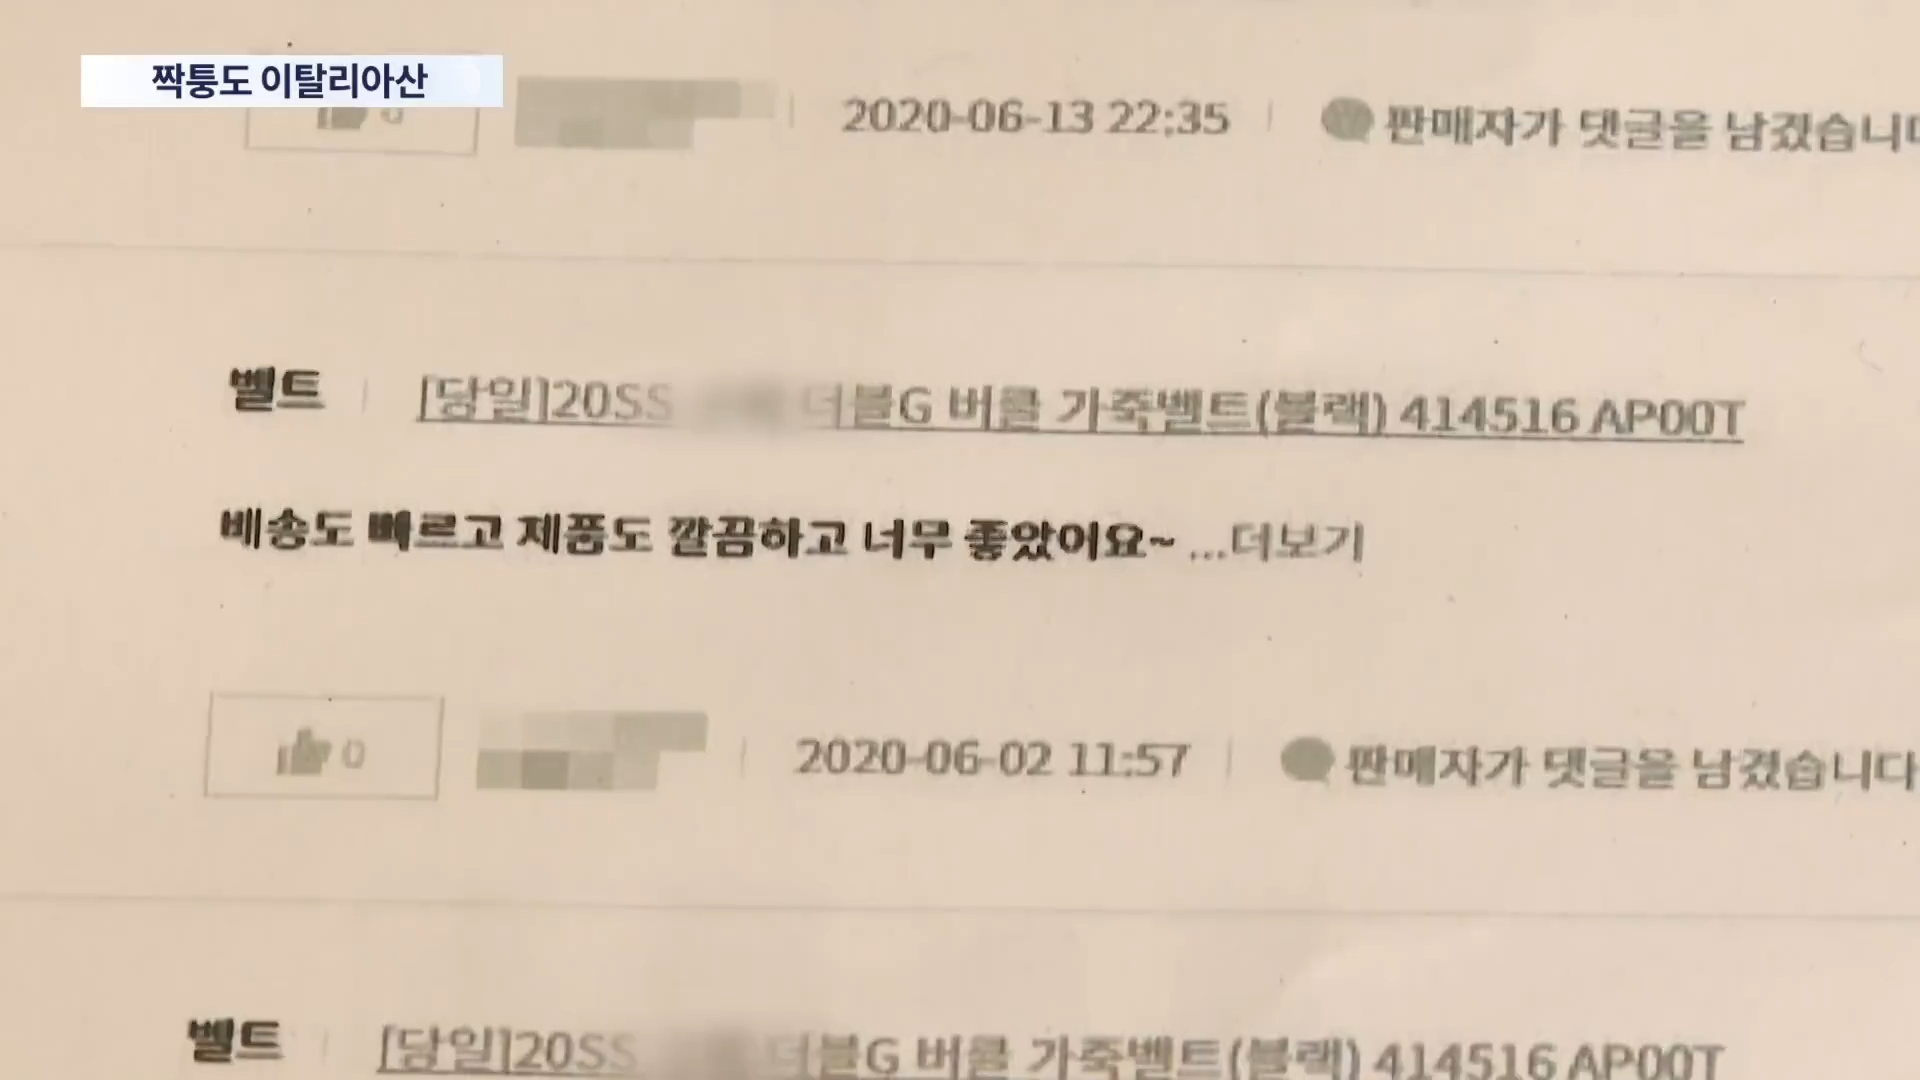 짝퉁도 이탈리아산
2020-06-13 22:35 판매자가 댓글을 남겼습니
벨트 [당일]20SS 더블G 버클 가죽벨트(블랙) 414516 AP00T
배송도 빠르고 제품도 깔끔하고 너무 좋았어요~ ...더보기
0 2020-06-02 11:57 판매자가 댓글을 남겼습니다
벨트 [당일]20SS 더블G 버클 가죽벨트(블랙) 414516 AP00T